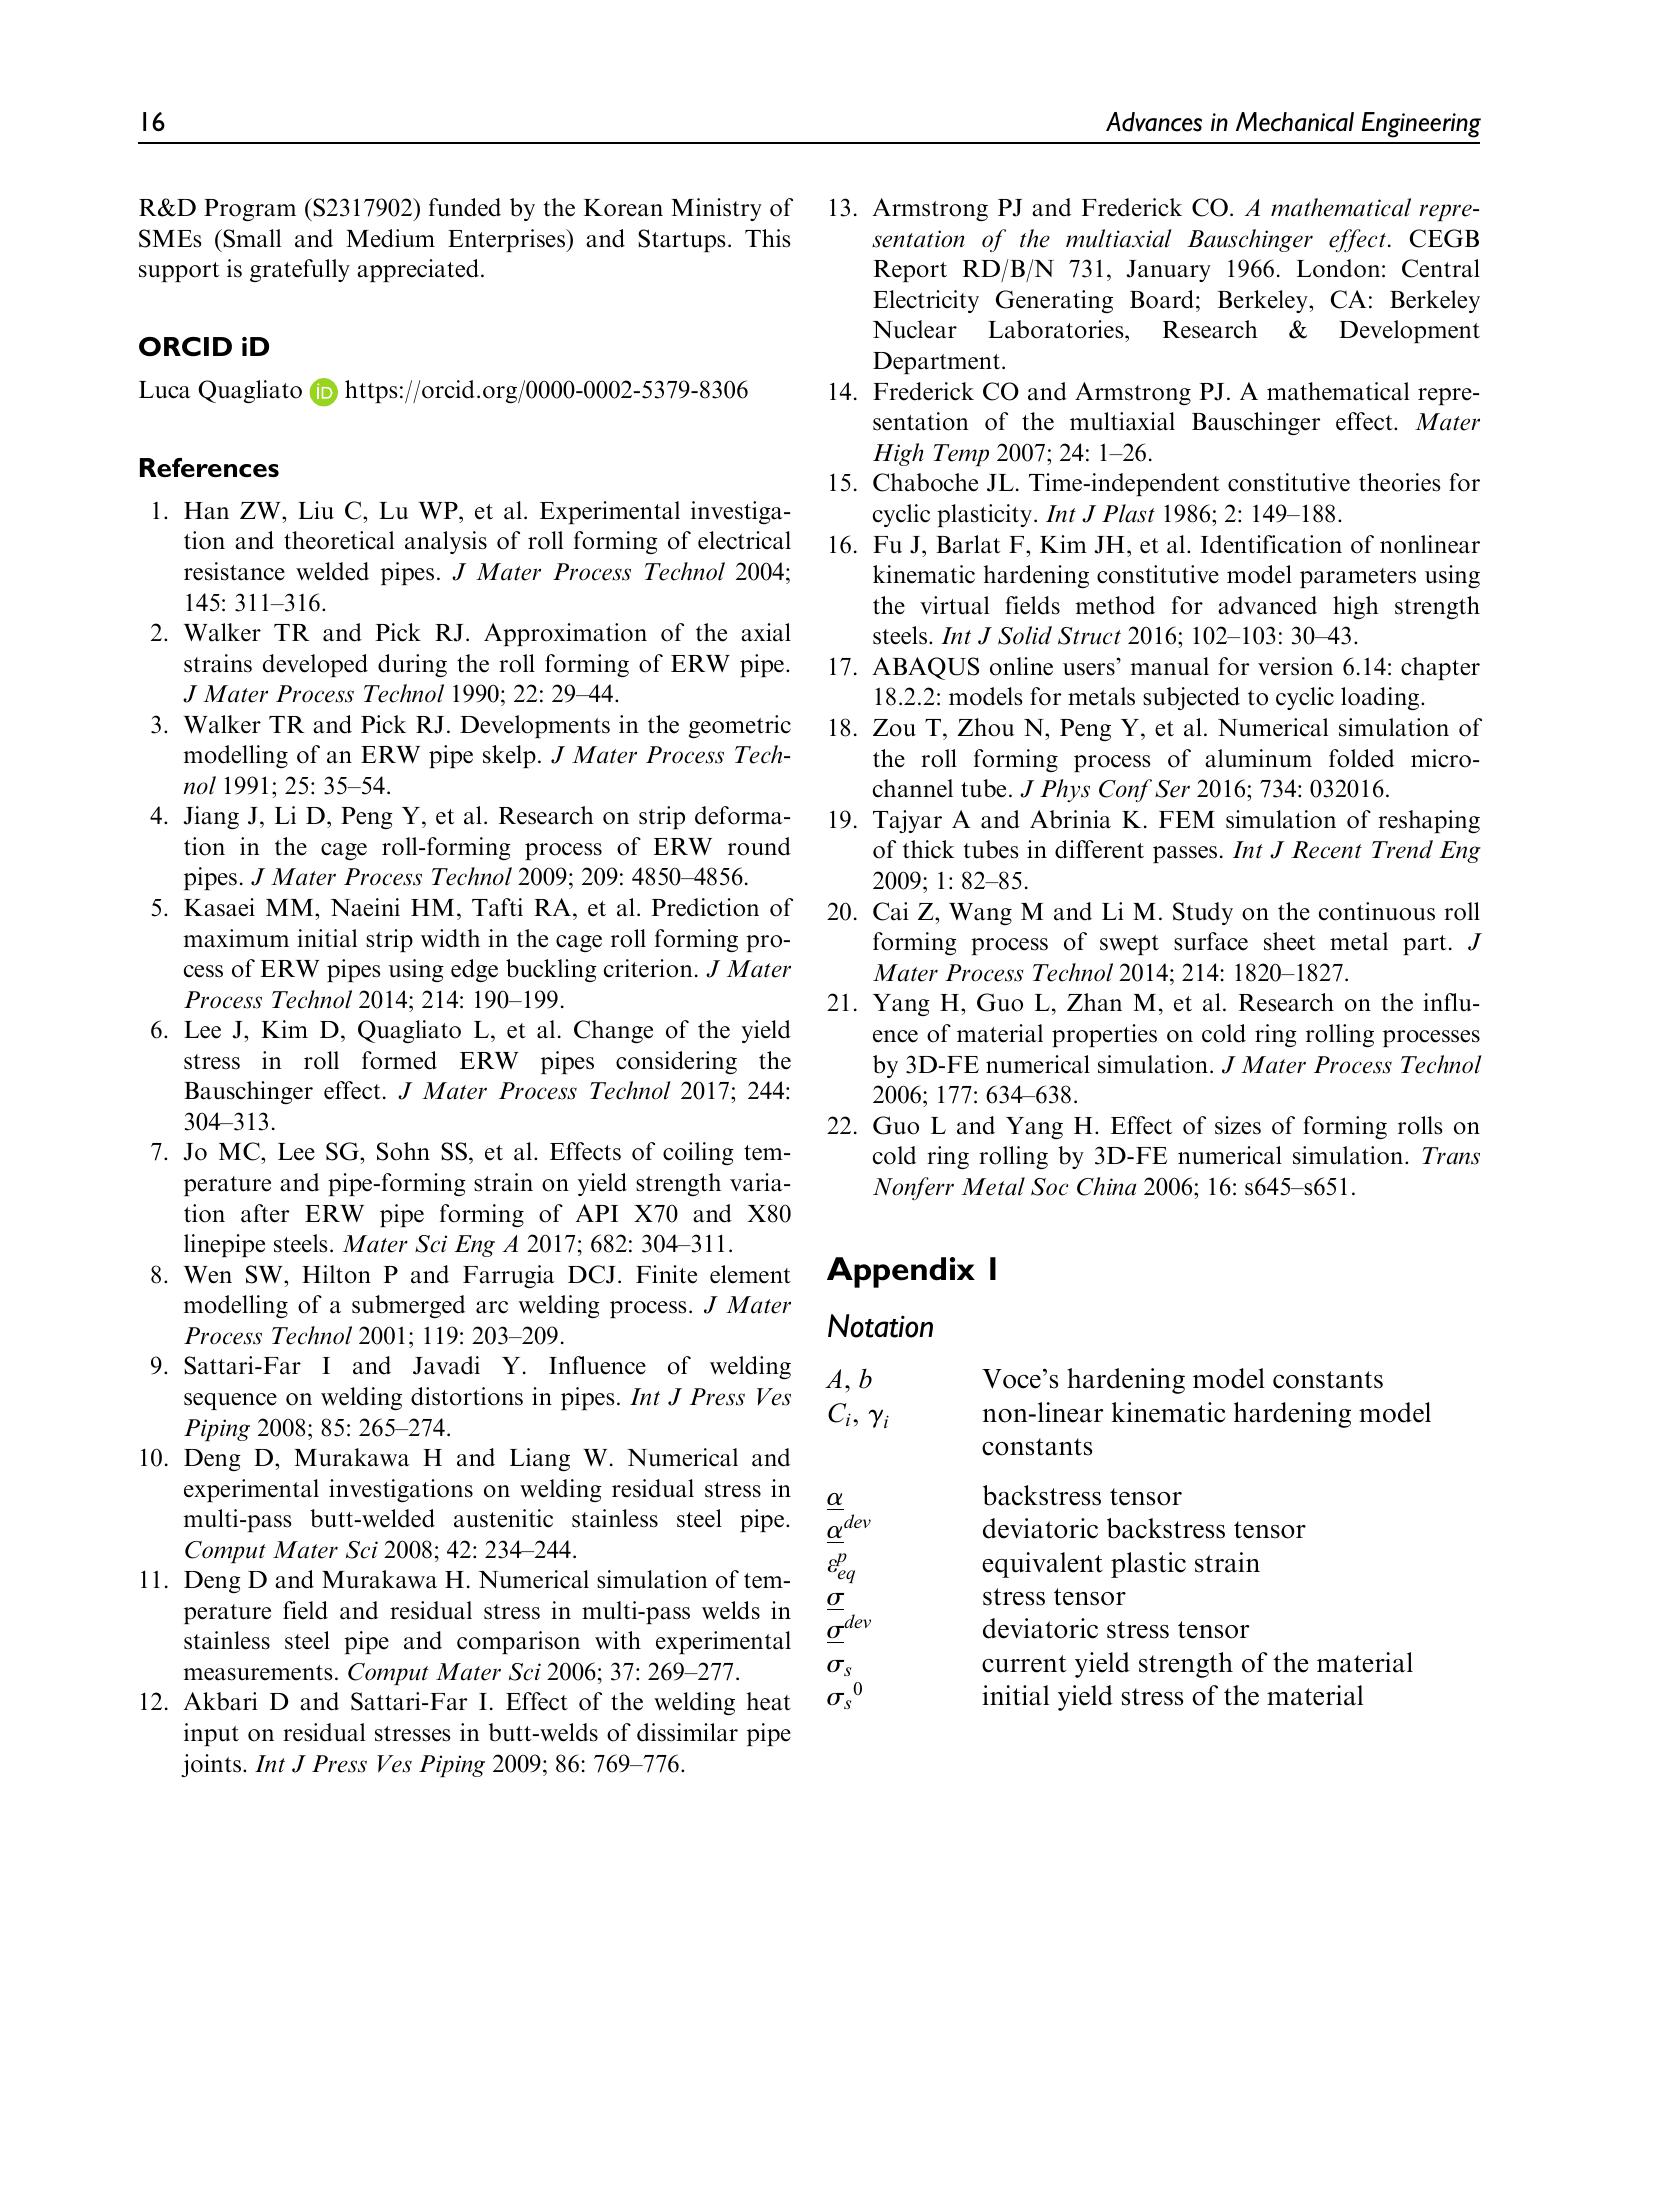 16
Advances in Mechanical Engineering
R&D Program (S2317902) funded by the Korean Ministry of
SMEs (Small and Medium Enterprises) and Startups. This
support is gratefully appreciated.
ORCID iD
Luca Quagliato iD https://orcid.org/0000-0002-5379-8306
References
1. Han ZW, Liu C, Lu WP, et al. Experimental investiga-
tion and theoretical analysis of roll forming of electrical
resistance welded pipes. J Mater Process Technol 2004;
145: 311–316.
2. Walker TR and Pick RJ. Approximation of the axial
strains developed during the roll forming of ERW pipe.
J Mater Process Technol 1990; 22: 29–44.
3. Walker TR and Pick RJ. Developments in the geometric
modelling of an ERW pipe skelp. J Mater Process Tech-
nol 1991; 25: 35–54.
4. Jiang J, Li D, Peng Y, et al. Research on strip deforma-
tion in the cage roll-forming process of ERW round
pipes. J Mater Process Technol 2009; 209: 4850–4856.
5. Kasaei MM, Naeini HM, Tafti RA, et al. Prediction of
maximum initial strip width in the cage roll forming pro-
cess of ERW pipes using edge buckling criterion. J Mater
Process Technol 2014; 214: 190–199.
6. Lee J, Kim D, Quagliato L, et al. Change of the yield
stress in roll formed ERW pipes considering the
Bauschinger effect. J Mater Process Technol 2017; 244:
304–313.
7. Jo MC, Lee SG, Sohn SS, et al. Effects of coiling tem-
perature and pipe-forming strain on yield strength varia-
tion after ERW pipe forming of API X70 and X80
linepipe steels. Mater Sci Eng A 2017; 682: 304–311.
8. Wen SW, Hilton P and Farrugia DCJ. Finite element
modelling of a submerged arc welding process. J Mater
Process Technol 2001; 119: 203–209.
9. Sattari-Far I and Javadi Y. Influence of welding
sequence on welding distortions in pipes. Int J Press Ves
Piping 2008; 85: 265–274.
10. Deng D, Murakawa H and Liang W. Numerical and
experimental investigations on welding residual stress in
multi-pass butt-welded austenitic stainless steel pipe.
Comput Mater Sci 2008; 42: 234–244.
11. Deng D and Murakawa H. Numerical simulation of tem-
perature field and residual stress in multi-pass welds in
stainless steel pipe and comparison with experimental
measurements. Comput Mater Sci 2006; 37: 269–277.
12. Akbari D and Sattari-Far I. Effect of the welding heat
input on residual stresses in butt-welds of dissimilar pipe
joints. Int J Press Ves Piping 2009; 86: 769–776.
13. Armstrong PJ and Frederick CO. A mathematical repre-
sentation of the multiaxial Bauschinger effect. CEGB
Report RD/B/N 731, January 1966. London: Central
Electricity Generating Board; Berkeley, CA: Berkeley
Nuclear Laboratories, Research & Development
Department.
14. Frederick CO and Armstrong PJ. A mathematical repre-
sentation of the multiaxial Bauschinger effect. Mater
High Temp 2007; 24: 1–26.
15. Chaboche JL. Time-independent constitutive theories for
cyclic plasticity. Int J Plast 1986; 2: 149–188.
16. Fu J, Barlat F, Kim JH, et al. Identification of nonlinear
kinematic hardening constitutive model parameters using
the virtual fields method for advanced high strength
steels. Int J Solid Struct 2016; 102–103: 30–43.
17. ABAQUS online users’ manual for version 6.14: chapter
18.2.2: models for metals subjected to cyclic loading.
18. Zou T, Zhou N, Peng Y, et al. Numerical simulation of
the roll forming process of aluminum folded micro-
channel tube. J Phys Conf Ser 2016; 734: 032016.
19. Tajyar A and Abrinia K. FEM simulation of reshaping
of thick tubes in different passes. Int J Recent Trend Eng
2009; 1: 82–85.
20. Cai Z, Wang M and Li M. Study on the continuous roll
forming process of swept surface sheet metal part. J
Mater Process Technol 2014; 214: 1820–1827.
21. Yang H, Guo L, Zhan M, et al. Research on the influ-
ence of material properties on cold ring rolling processes
by 3D-FE numerical simulation. J Mater Process Technol
2006; 177: 634–638.
22. Guo L and Yang H. Effect of sizes of forming rolls on
cold ring rolling by 3D-FE numerical simulation. Trans
Nonferr Metal Soc China 2006; 16: s645–s651.
Appendix 1
Notation
A, b Voce’s hardening model constants
C_i, γ_i non-linear kinematic hardening model
constants
α backstress tensor
α^dev deviatoric backstress tensor
ε^p_eq equivalent plastic strain
σ stress tensor
σ^dev deviatoric stress tensor
σ_s current yield strength of the material
σ_s^0 initial yield stress of the material